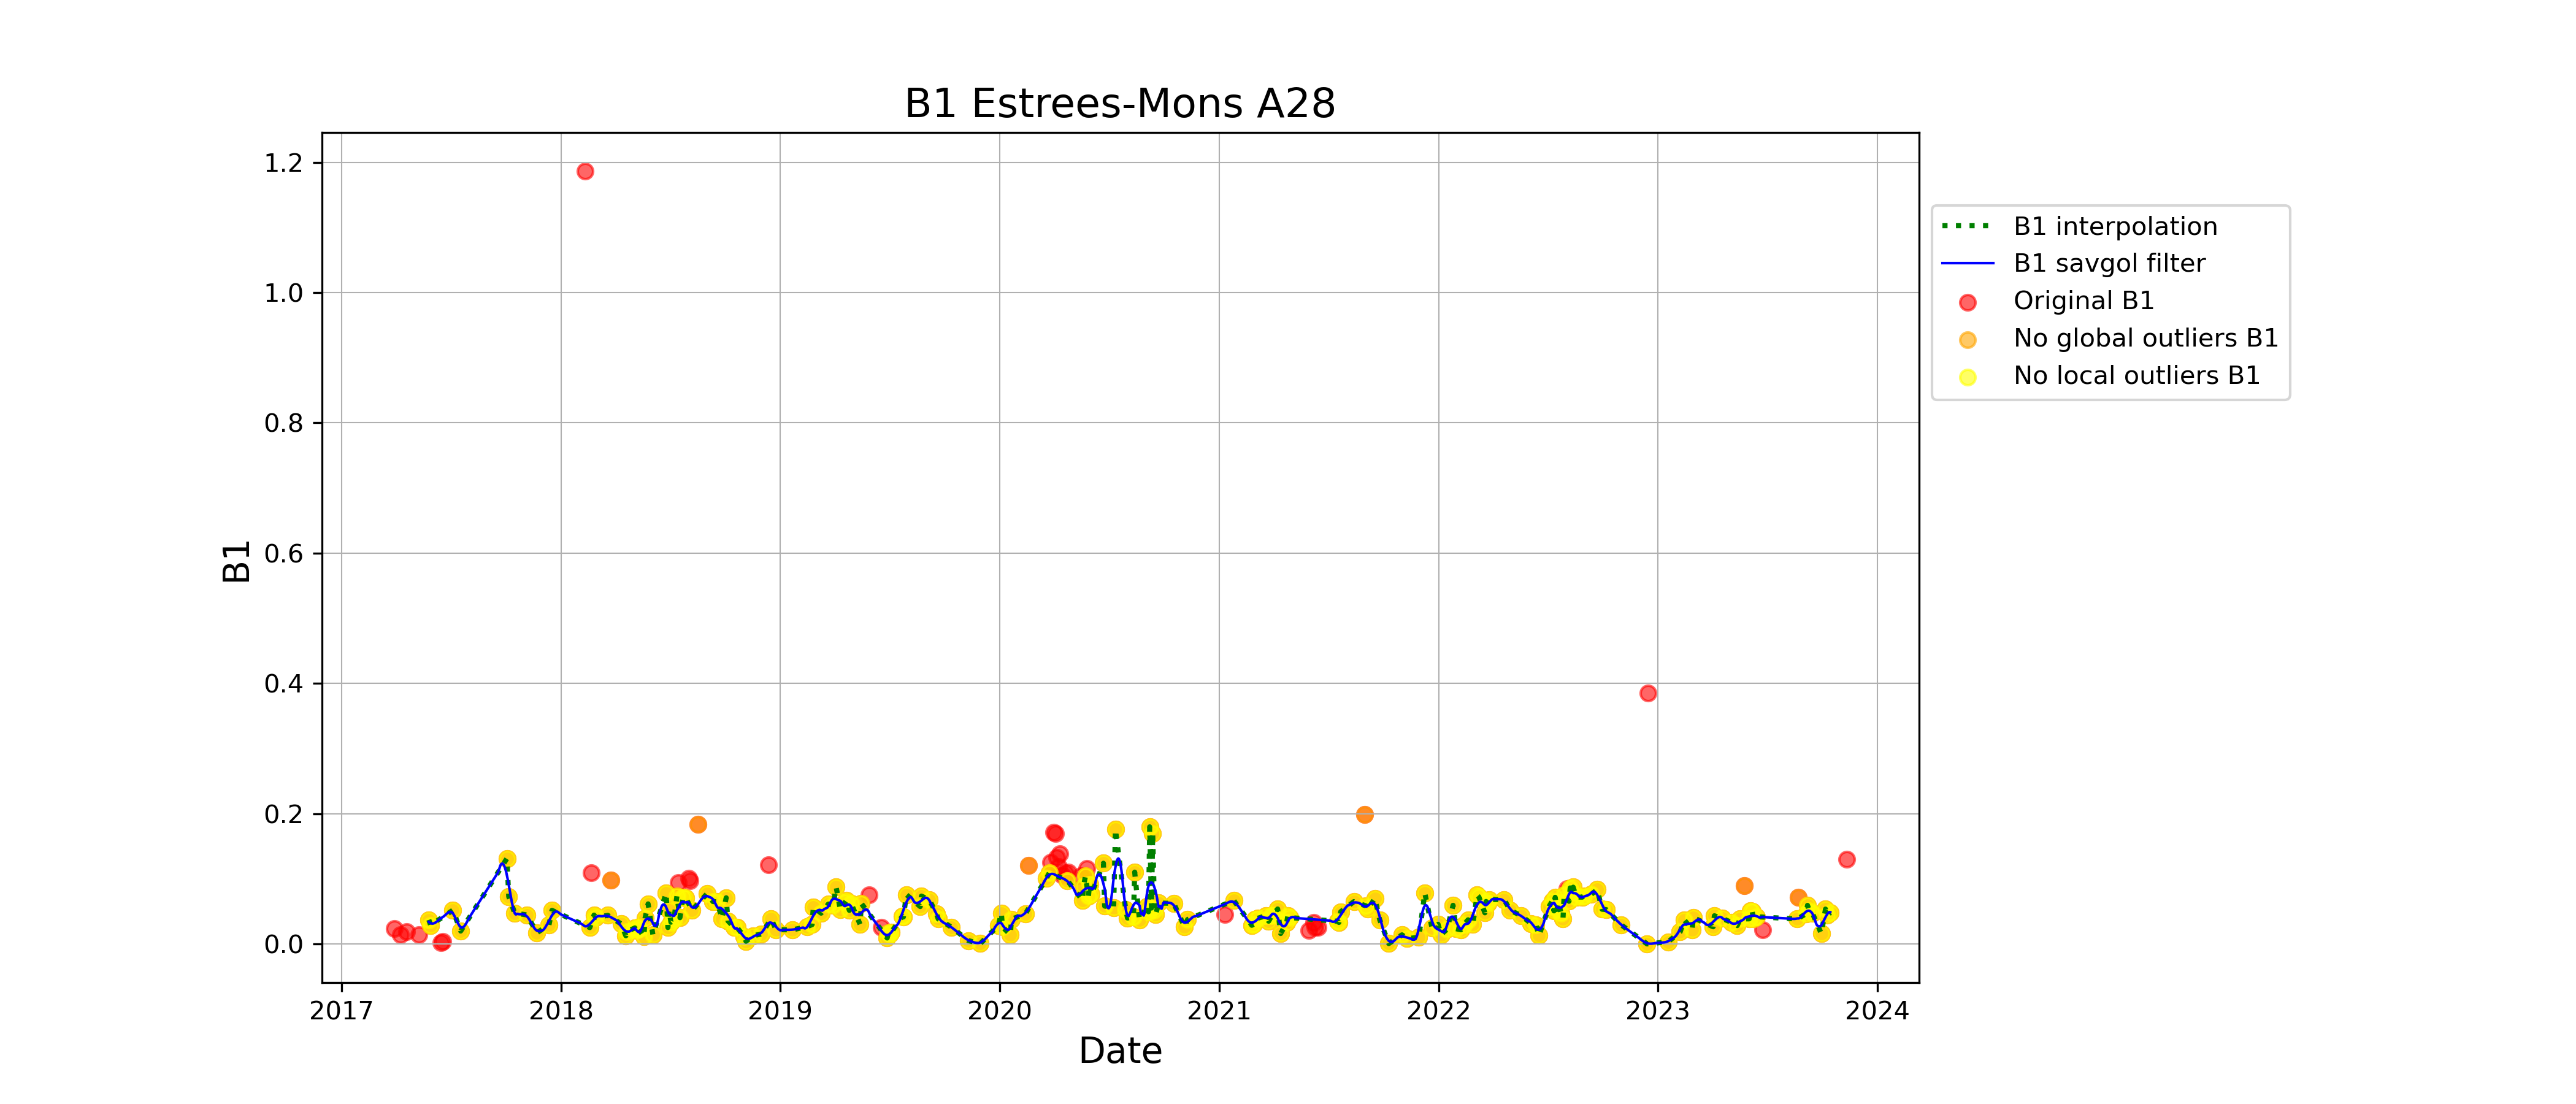 B1 Estrees-Mons A28
1.2
1.0
0.8
0.6
0.4
0.2
0.0
B1
2017 2018 2019 2020 2021 2022 2023 2024
Date
B1 interpolation
B1 savgol filter
Original B1
No global outliers B1
No local outliers B1